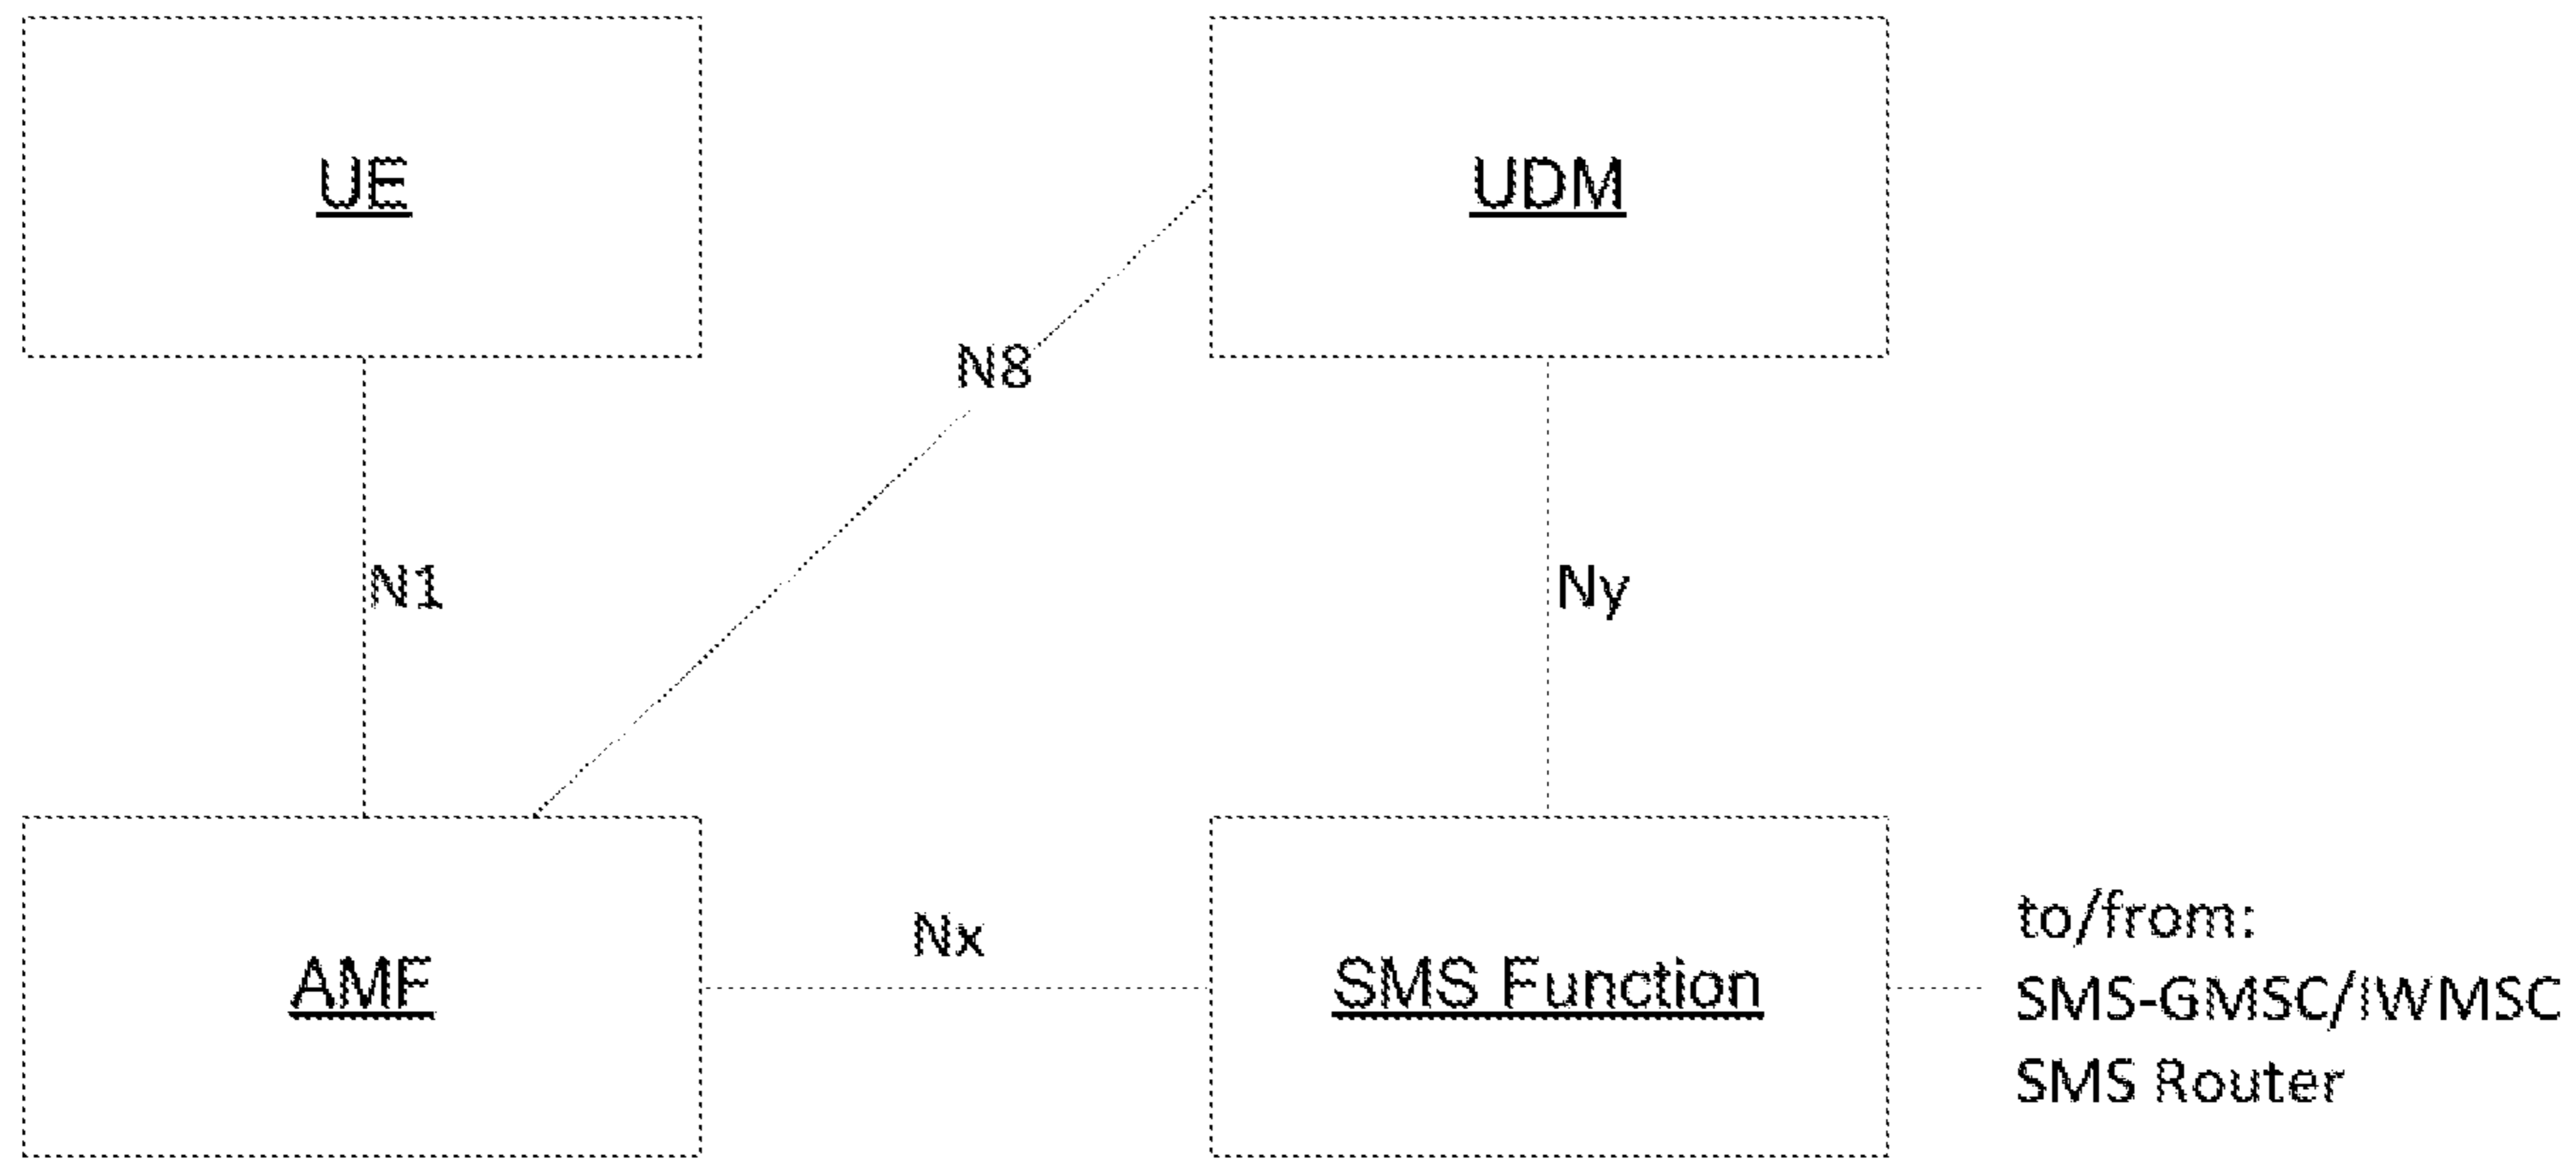 UE
UDM
N8
N1
Ny
AMF
Nx
SMS Function
to/from:
SMS-GMSC/IWMSC
SMS Router